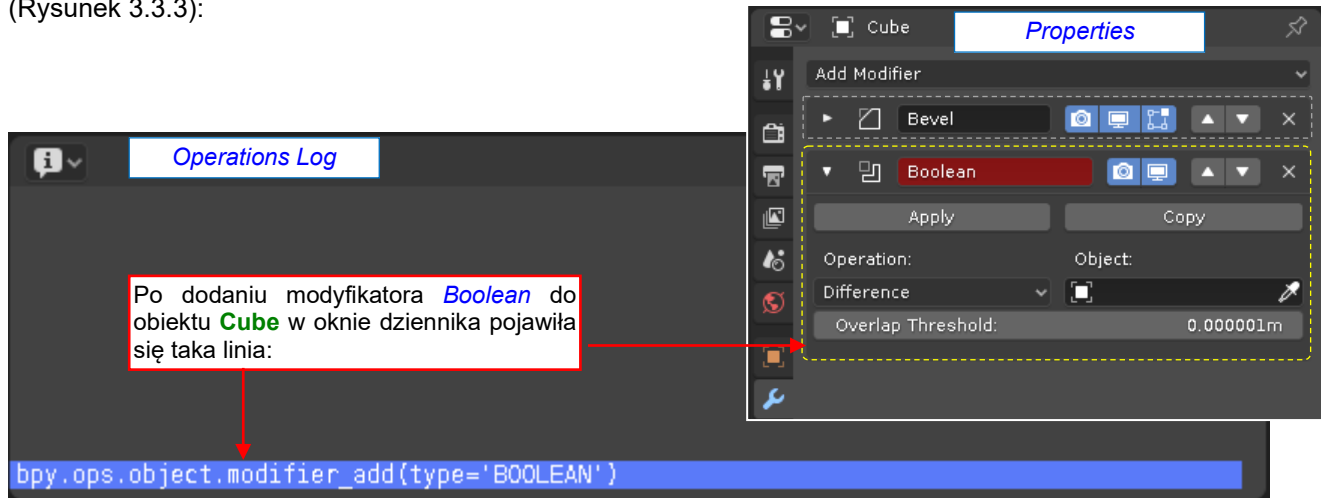 (Rysunek 3.3.3):
Cube
Properties
Add Modifier
Bevel
Operations Log
Boolean
Apply
Copy
Operation:
Object:
Difference
Overlap Threshold:
0.000001m
Po dodaniu modyfikatora Boolean do
obiektu Cube w oknie dziennika pojawiła
się taka linia:
bpy.ops.object.modifier_add(type='BOOLEAN')